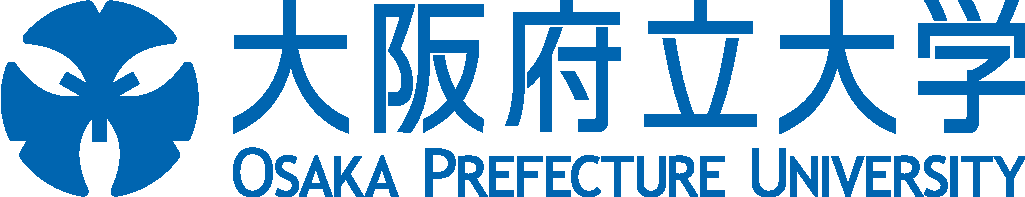 大阪府立大学
OSAKA PREFECTURE UNIVERSITY